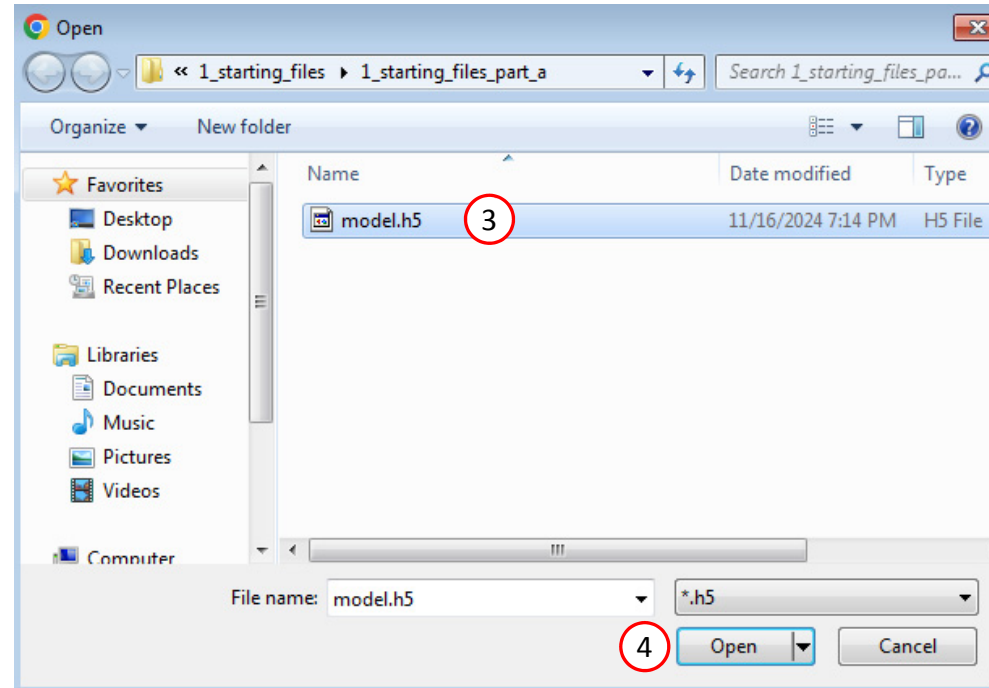 Open
« 1_starting_files ▸ 1_starting_files_part_a
Search 1_starting_files_pa...
Organize ▾ New folder
Name Date modified Type
Favorites
Desktop
Downloads
Recent Places
Libraries
Documents
Music
Pictures
Videos
Computer
model.h5 3 11/16/2024 7:14 PM H5 File
File name: model.h5 *.h5
4 Open Cancel